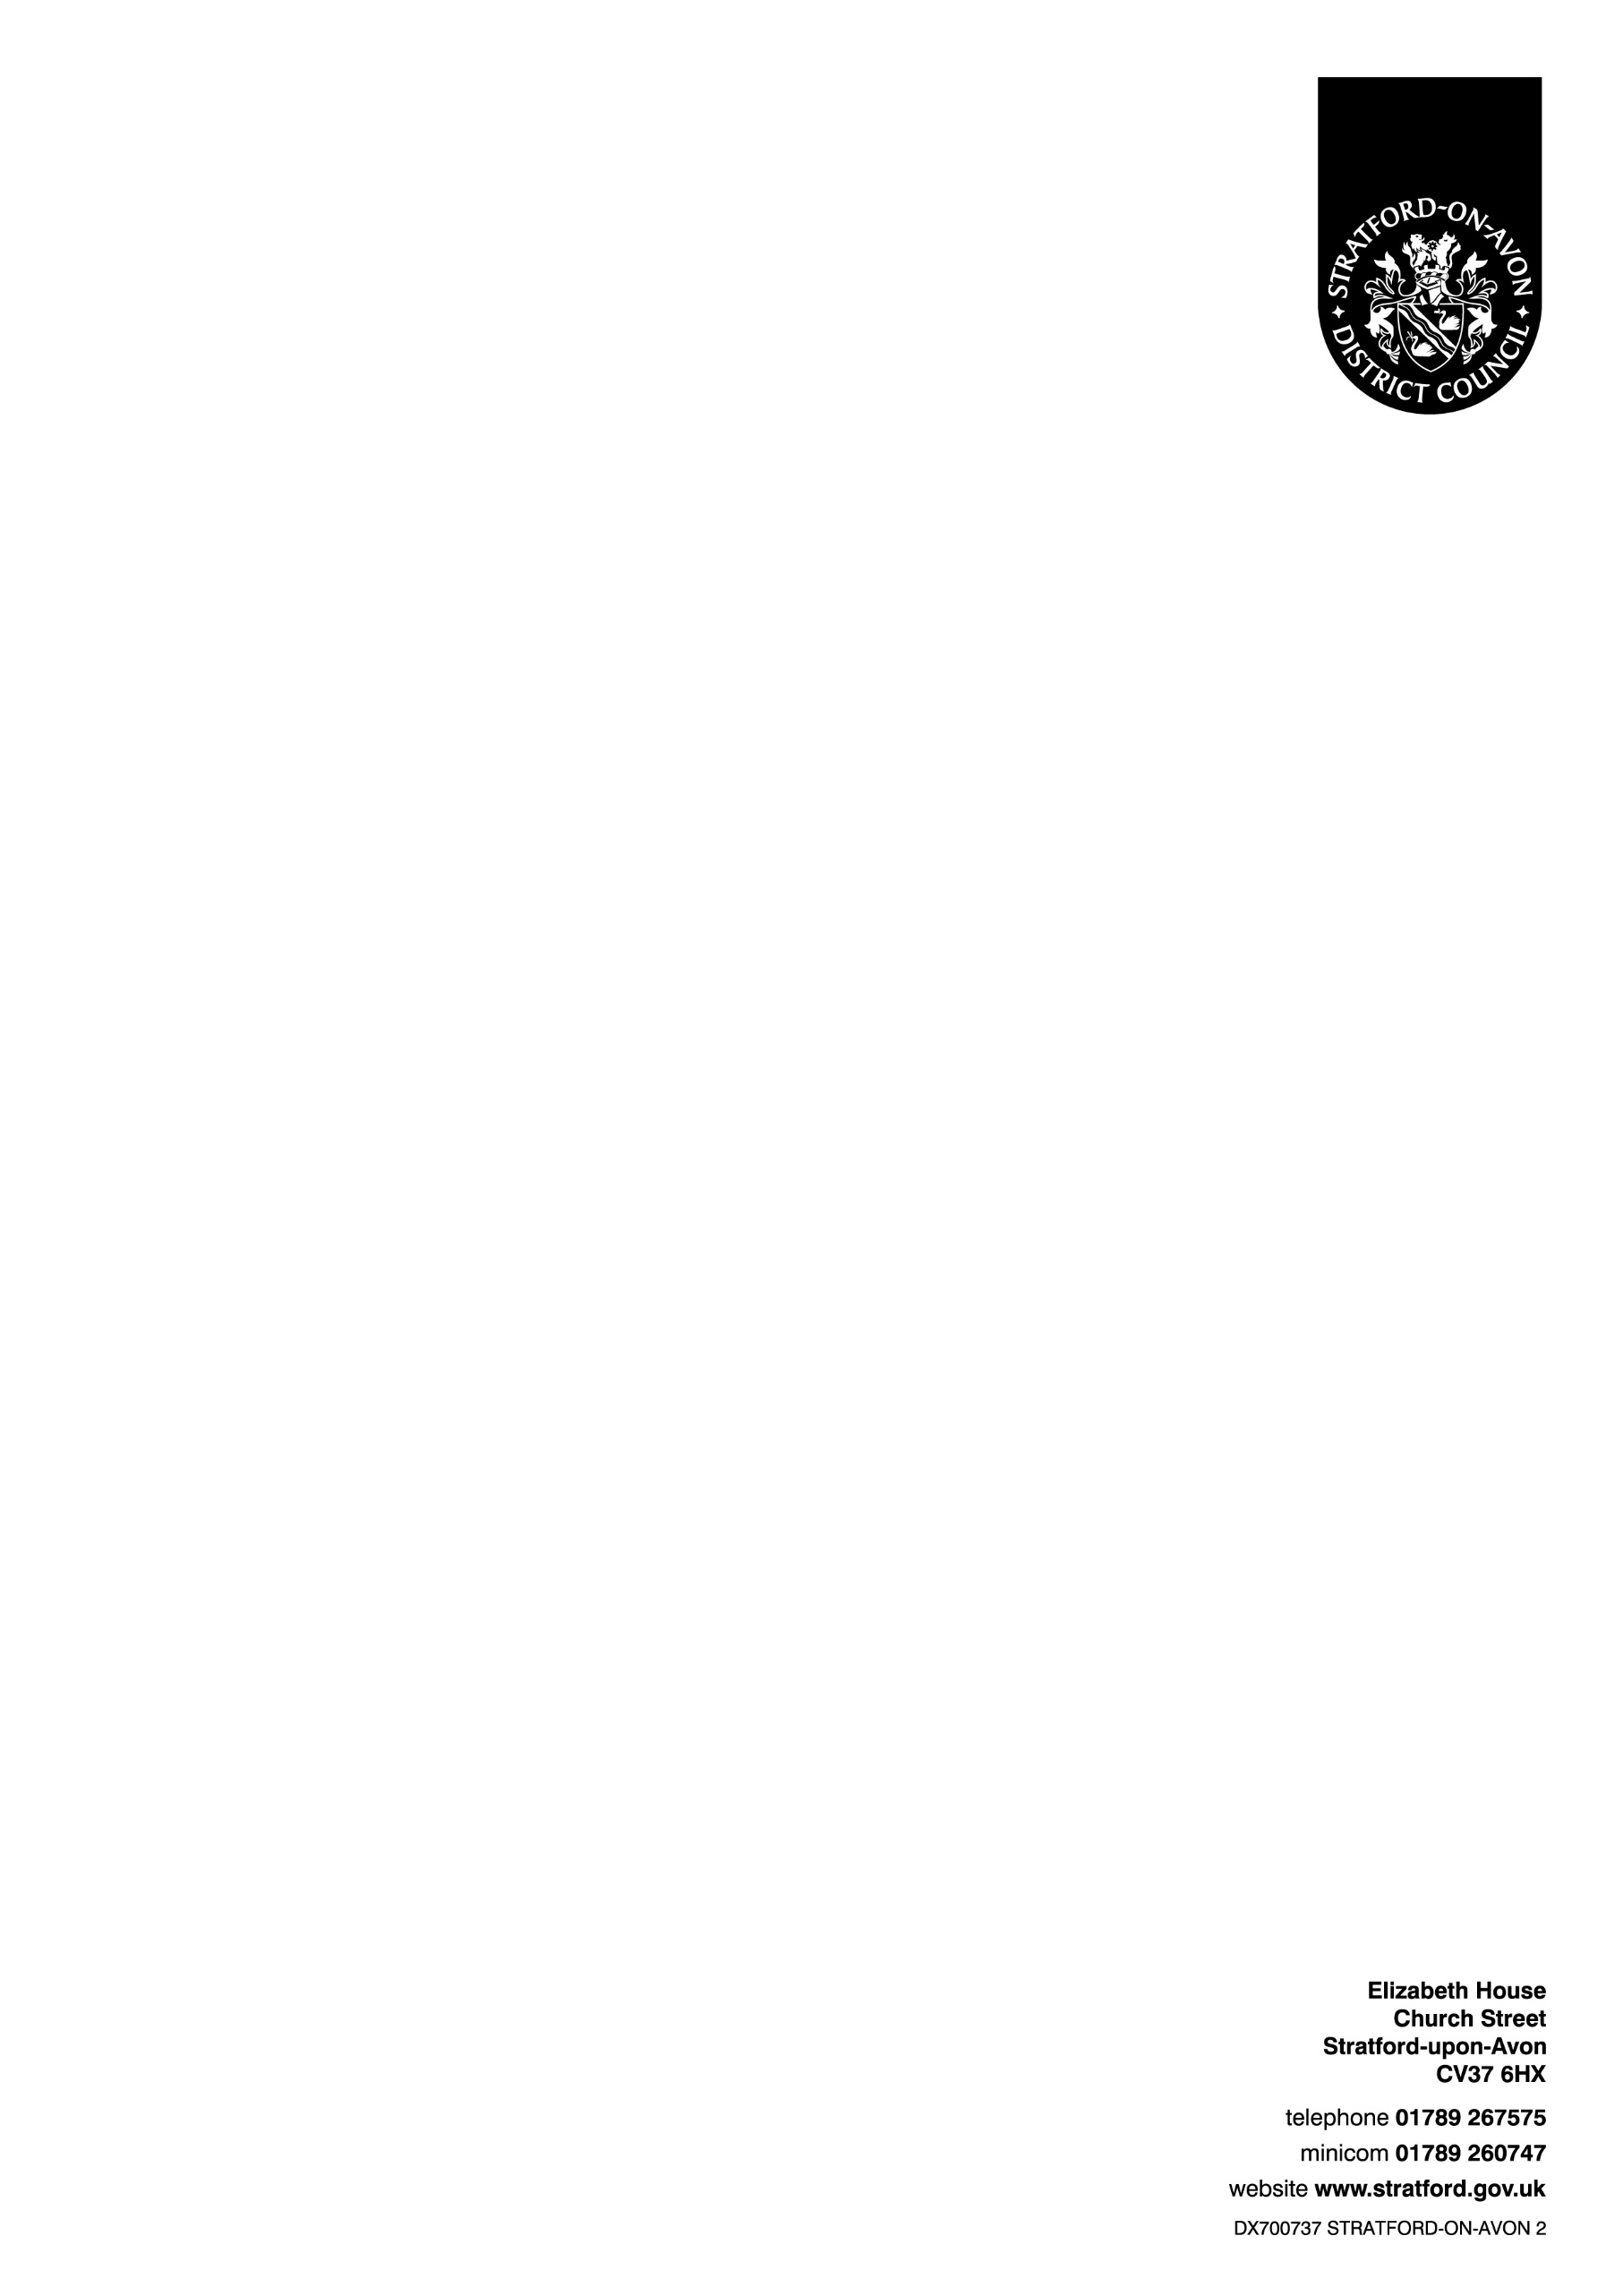 STRATFORD-ON-AVON
DISTRICT COUNCIL
Elizabeth House
Church Street
Stratford-upon-Avon
CV37 6HX
telephone 01789 267575
minicom 01789 260747
website www.stratford.gov.uk
DX700737 STRATFORD-ON-AVON 2